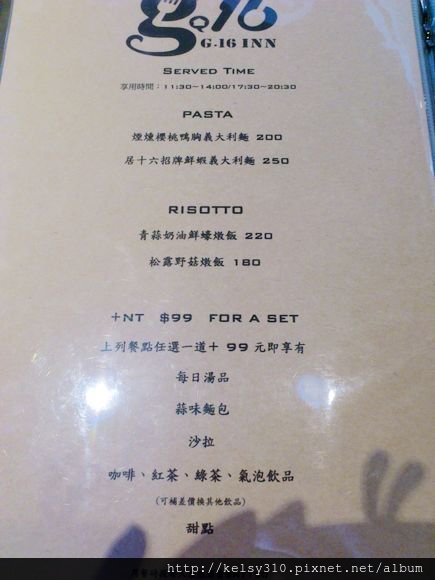 g.16
G.16 INN
SERVED TIME
享用時間：11:30~14:00/17:30~20:30
PASTA
煙燻櫻桃鴨胸義大利麵 200
居十六招牌鮮蝦義大利麵 250
RISOTTO
青蒜奶油鮮蠔燉飯 220
松露野菇燉飯 180
+NT $99 FOR A SET
上列餐點任選一道+ 99 元即享有
每日湯品
蒜味麵包
沙拉
咖啡、紅茶、綠茶、氣泡飲品
(可補差價換其他飲品)
甜點
http://kelsy310.pixnet.net/album